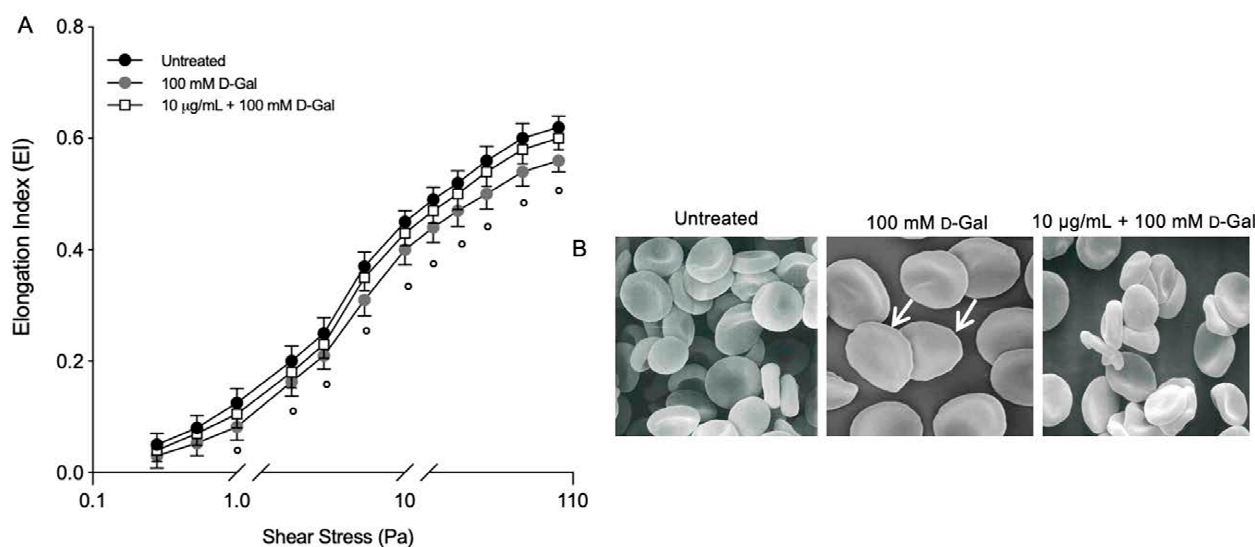 A
0.8
Untreated
100 mM D-Gal
10 µg/mL + 100 mM D-Gal
0.6
0.4
0.2
0.0
Elongation Index (EI)
0.1
1.0
10
110
Shear Stress (Pa)
B
Untreated
100 mM D-Gal
10 µg/mL + 100 mM D-Gal